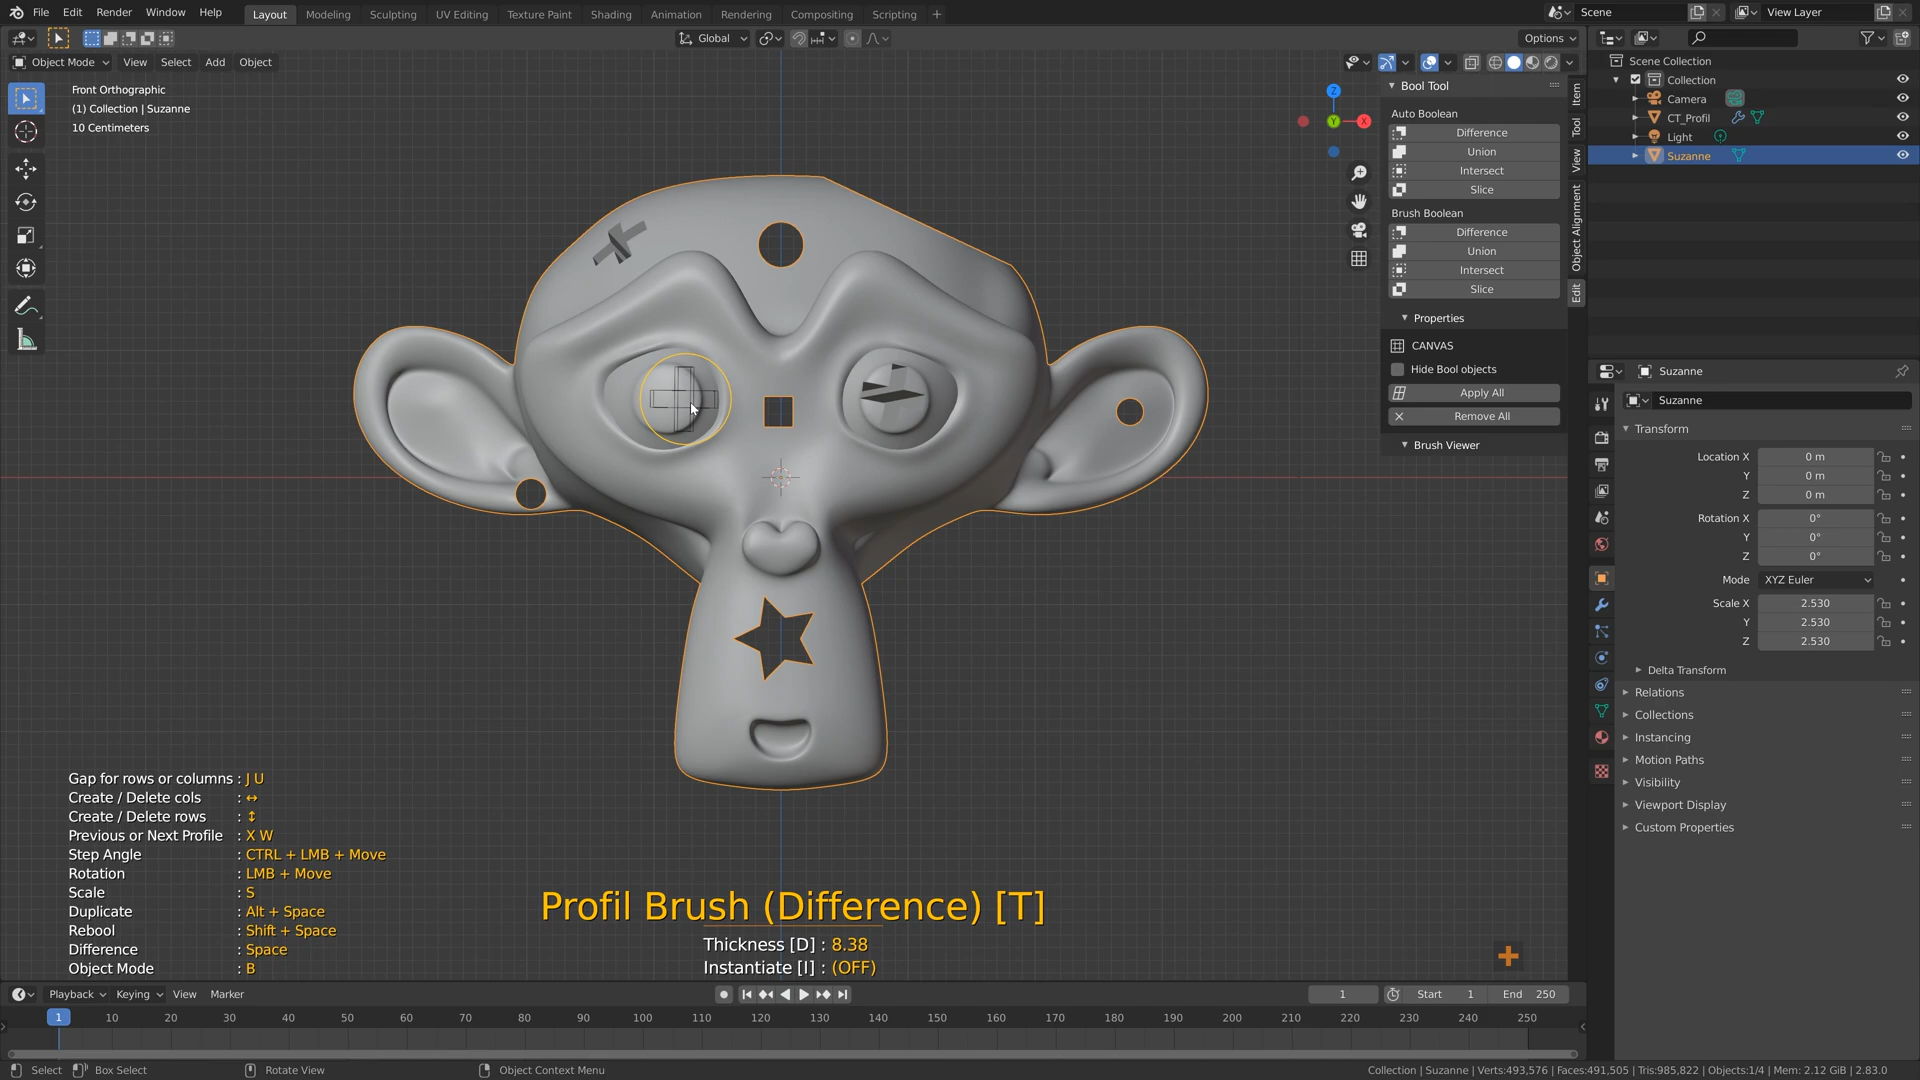 File Edit Render Window Help Layout Modeling Sculpting UV Editing Texture Paint Shading Animation Rendering Compositing Scripting + Scene View Layer
Global Options
Object Mode View Select Add Object
Front Orthographic
(1) Collection | Suzanne
10 Centimeters
Z
Y
X
Bool Tool
Auto Boolean
Difference
Union
Intersect
Slice
Brush Boolean
Difference
Union
Intersect
Slice
Properties
CANVAS
Hide Bool objects
Apply All
Remove All
Brush Viewer
Item
Tool
View
Object Alignment
Edit
Scene Collection
Collection
Camera
CT_Profil
Light
Suzanne
Suzanne
Suzanne
Transform
Location X 0 m
Y 0 m
Z 0 m
Rotation X 0°
Y 0°
Z 0°
Mode XYZ Euler
Scale X 2.530
Y 2.530
Z 2.530
Delta Transform
Relations
Collections
Instancing
Motion Paths
Visibility
Viewport Display
Custom Properties
Gap for rows or columns : J U
Create / Delete cols : ↔
Create / Delete rows : ↕
Previous or Next Profile : X W
Step Angle : CTRL + LMB + Move
Rotation : LMB + Move
Scale : S
Duplicate : Alt + Space
Rebool : Shift + Space
Difference : Space
Object Mode : B
Profil Brush (Difference) [T]
Thickness [D] : 8.38
Instantiate [I] : (OFF)
Playback Keying View Marker 1 Start 1 End 250
1 10 20 30 40 50 60 70 80 90 100 110 120 130 140 150 160 170 180 190 200 210 220 230 240 250
Select Box Select Rotate View Object Context Menu Collection | Suzanne | Verts:493,576 | Faces:491,505 | Tris:985,822 | Objects:1/4 | Mem: 2.12 GiB | 2.83.0